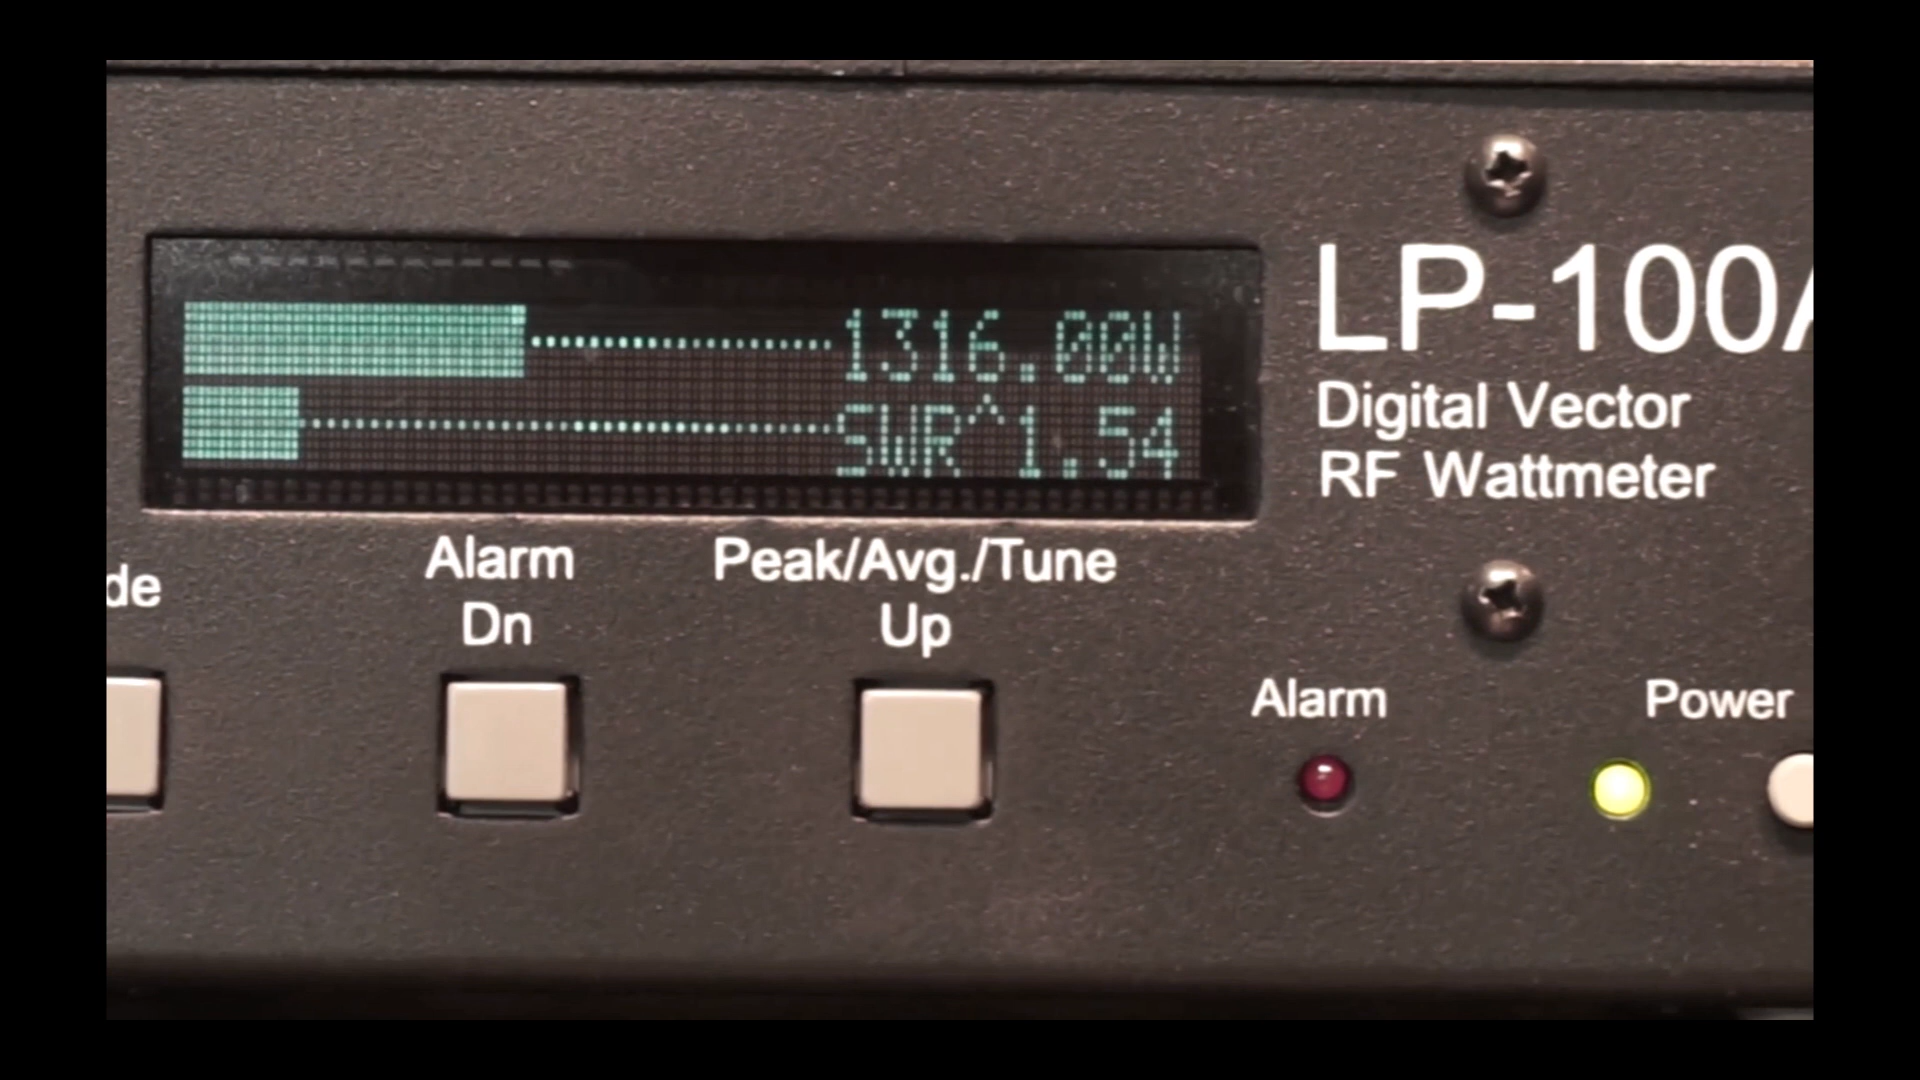 1316.00W
SWR^1.54
LP-100A
Digital Vector
RF Wattmeter
de
Alarm
Dn
Peak/Avg./Tune
Up
Alarm
Power